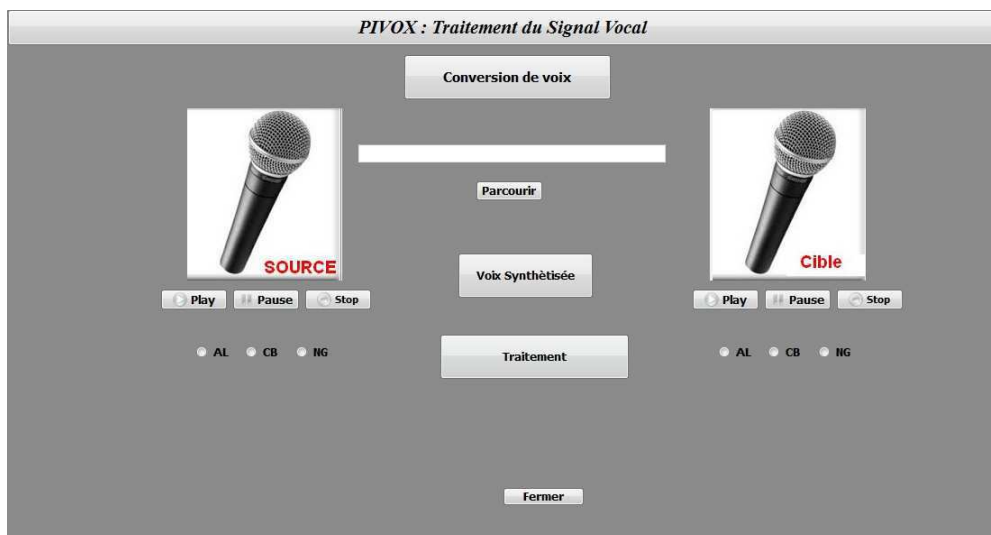 PIVOX : Traitement du Signal Vocal
Conversion de voix
Parcourir
SOURCE
Cible
Voix Synthètisée
Play Pause Stop
Play Pause Stop
AL CB NG
Traitement
AL CB NG
Fermer